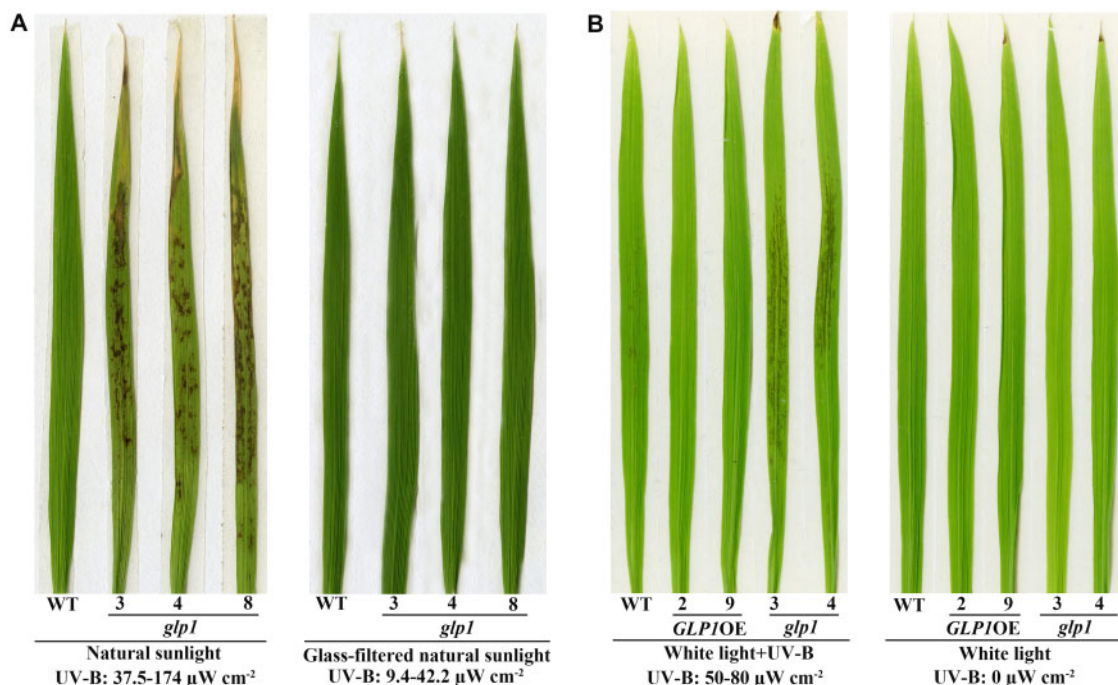 A
B
WT 3 4 8
glp1
Natural sunlight
UV-B: 37.5-174 µW cm-2
WT 3 4 8
glp1
Glass-filtered natural sunlight
UV-B: 9.4-42.2 µW cm-2
WT 2 9 3 4
GLP1OE glp1
White light+UV-B
UV-B: 50-80 µW cm-2
WT 2 9 3 4
GLP1OE glp1
White light
UV-B: 0 µW cm-2